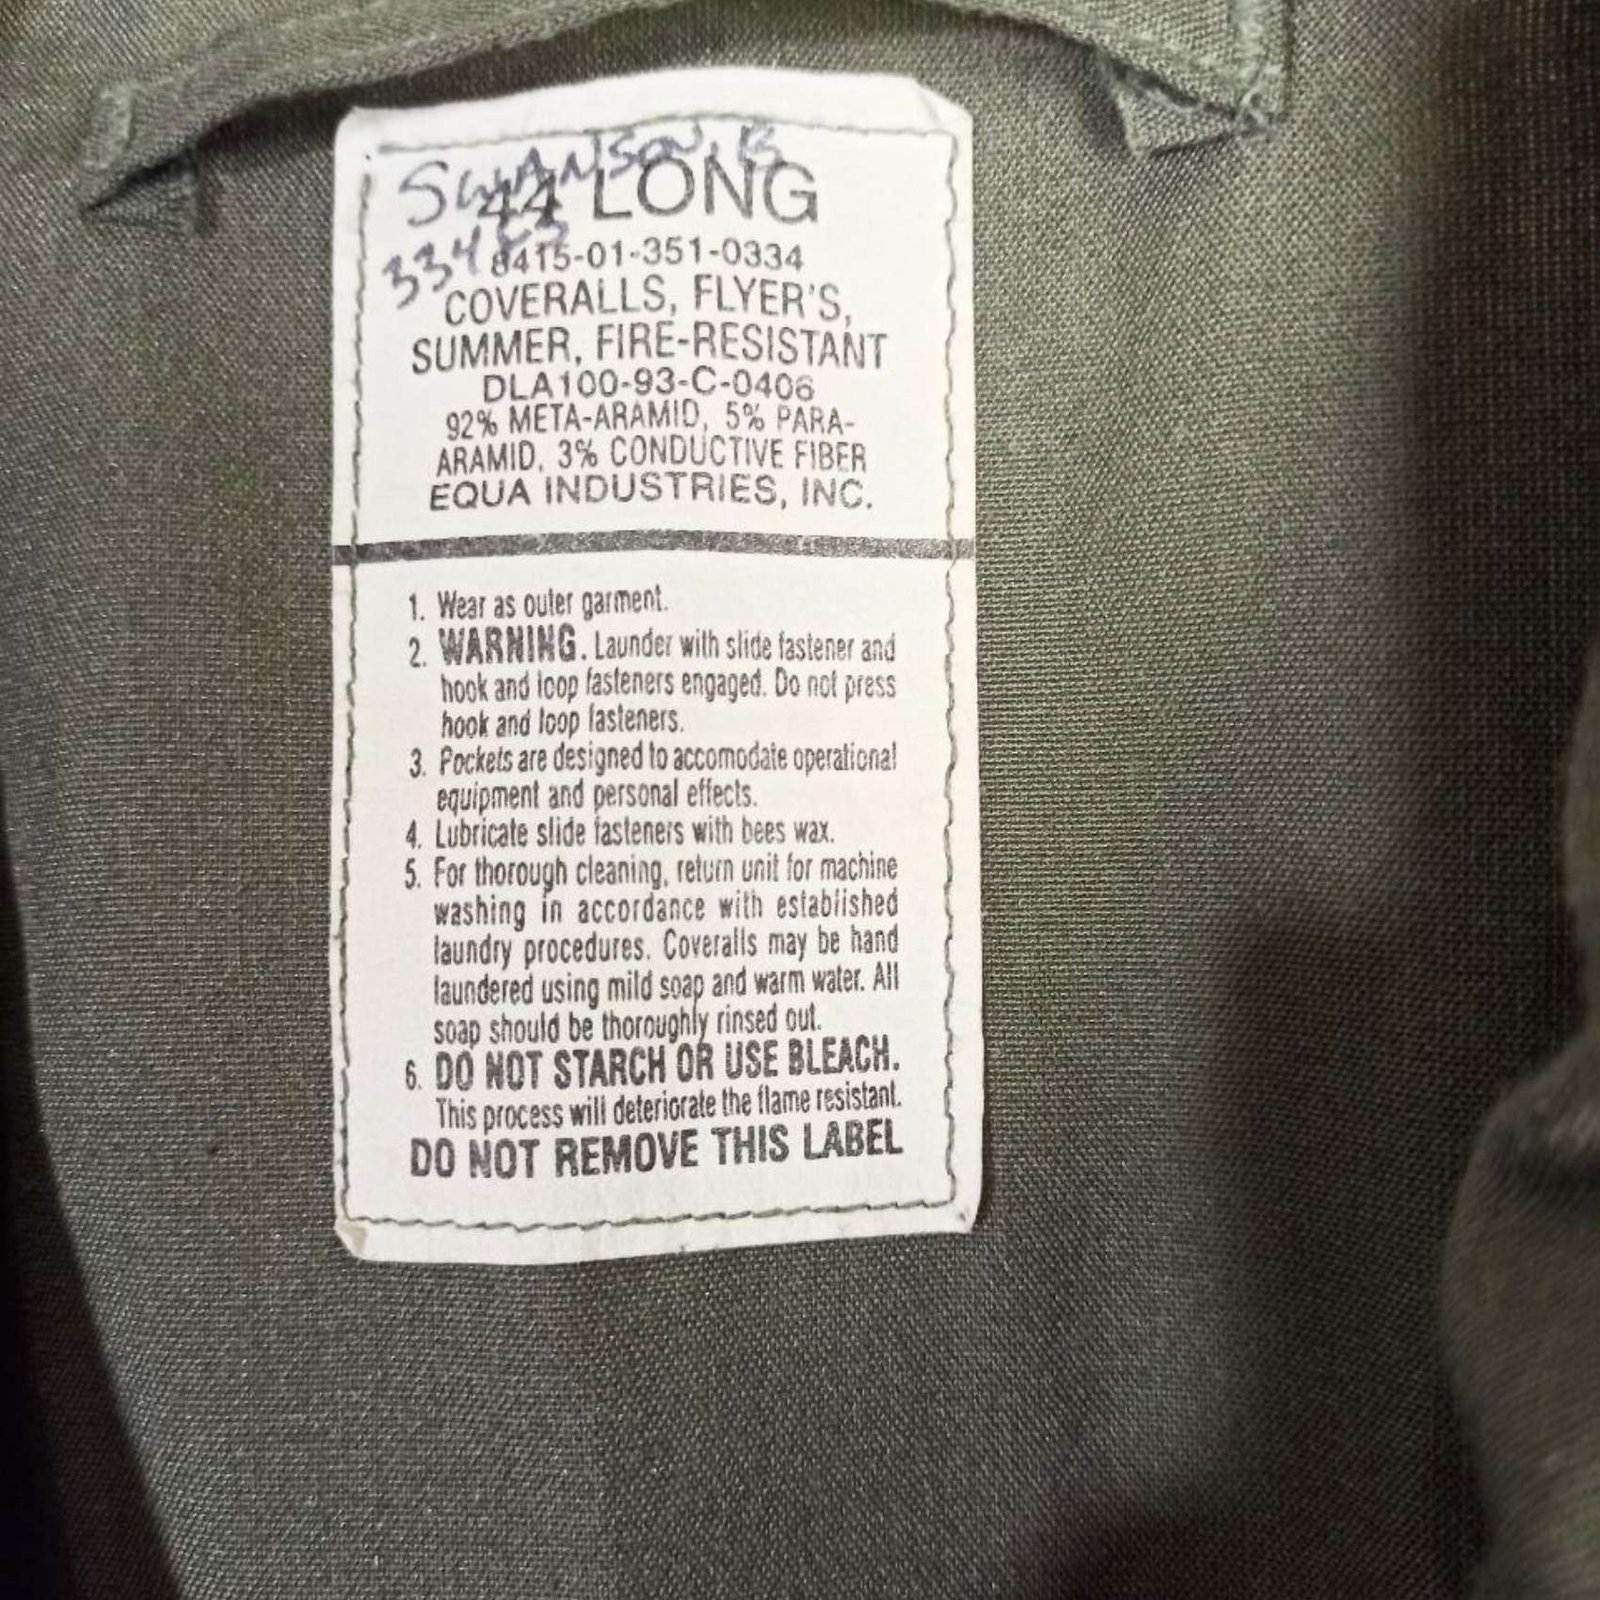 SWANSON, B
44 LONG
8415-01-351-0334
COVERALLS, FLYER'S,
SUMMER, FIRE-RESISTANT
DLA100-93-C-0406
92% META-ARAMID, 5% PARA-
ARAMID, 3% CONDUCTIVE FIBER
EQUA INDUSTRIES, INC.
1. Wear as outer garment.
2. WARNING. Launder with slide fastener and
hook and loop fasteners engaged. Do not press
hook and loop fasteners.
3. Pockets are designed to accomodate operational
equipment and personal effects.
4. Lubricate slide fasteners with bees wax.
5. For thorough cleaning, return unit for machine
washing in accordance with established
laundry procedures. Coveralls may be hand
laundered using mild soap and warm water. All
soap should be thoroughly rinsed out.
6. DO NOT STARCH OR USE BLEACH.
This process will deteriorate the flame resistant.
DO NOT REMOVE THIS LABEL